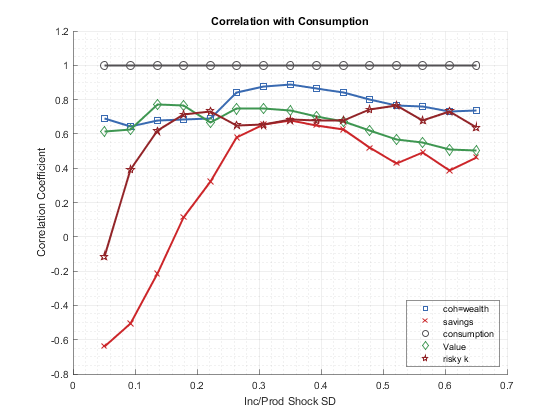 Correlation with Consumption
1.2
1
0.8
0.6
0.4
0.2
0
-0.2
-0.4
-0.6
-0.8
Correlation Coefficient
coh=wealth
savings
consumption
Value
risky k
0 0.1 0.2 0.3 0.4 0.5 0.6 0.7
Inc/Prod Shock SD